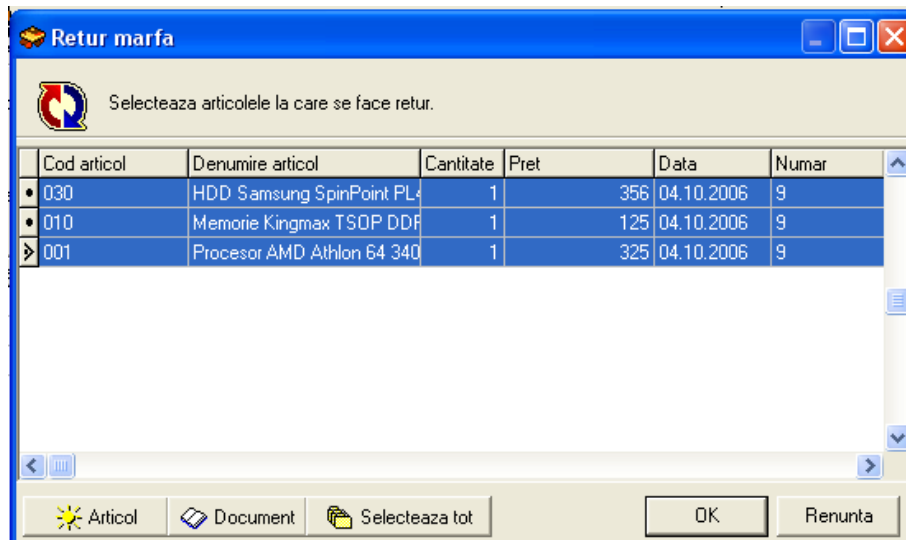 Retur marfa
Selecteaza articolele la care se face retur.
Cod articol Denumire articol Cantitate Pret Data Numar
030 HDD Samsung SpinPoint PL4 1 356 04.10.2006 9
010 Memorie Kingmax TSOP DDR 1 125 04.10.2006 9
001 Procesor AMD Athlon 64 340 1 325 04.10.2006 9
Articol Document Selecteaza tot OK Renunta